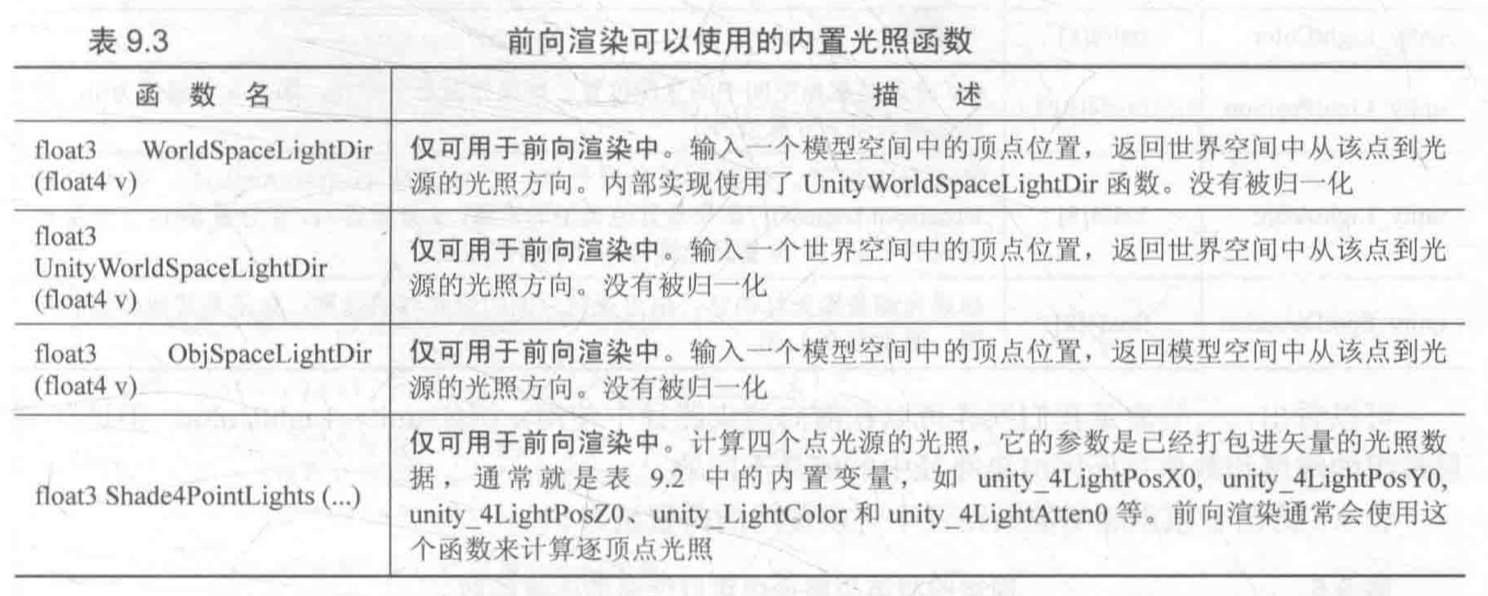 表 9.3 前向渲染可以使用的内置光照函数
函 数 名 描 述
float3 WorldSpaceLightDir
(float4 v)
仅可用于前向渲染中。输入一个模型空间中的顶点位置，返回世界空间中从该点到光
源的光照方向。内部实现使用了 UnityWorldSpaceLightDir 函数。没有被归一化
float3
UnityWorldSpaceLightDir
(float4 v)
仅可用于前向渲染中。输入一个世界空间中的顶点位置，返回世界空间中从该点到光
源的光照方向。没有被归一化
float3 ObjSpaceLightDir
(float4 v)
仅可用于前向渲染中。输入一个模型空间中的顶点位置，返回模型空间中从该点到光
源的光照方向。没有被归一化
float3 Shade4PointLights (...)
仅可用于前向渲染中。计算四个点光源的光照，它的参数是已经打包进矢量的光照数
据，通常就是表 9.2 中的内置变量，如 unity_4LightPosX0, unity_4LightPosY0,
unity_4LightPosZ0、unity_LightColor 和 unity_4LightAtten0 等。前向渲染通常会使用这
个函数来计算逐顶点光照